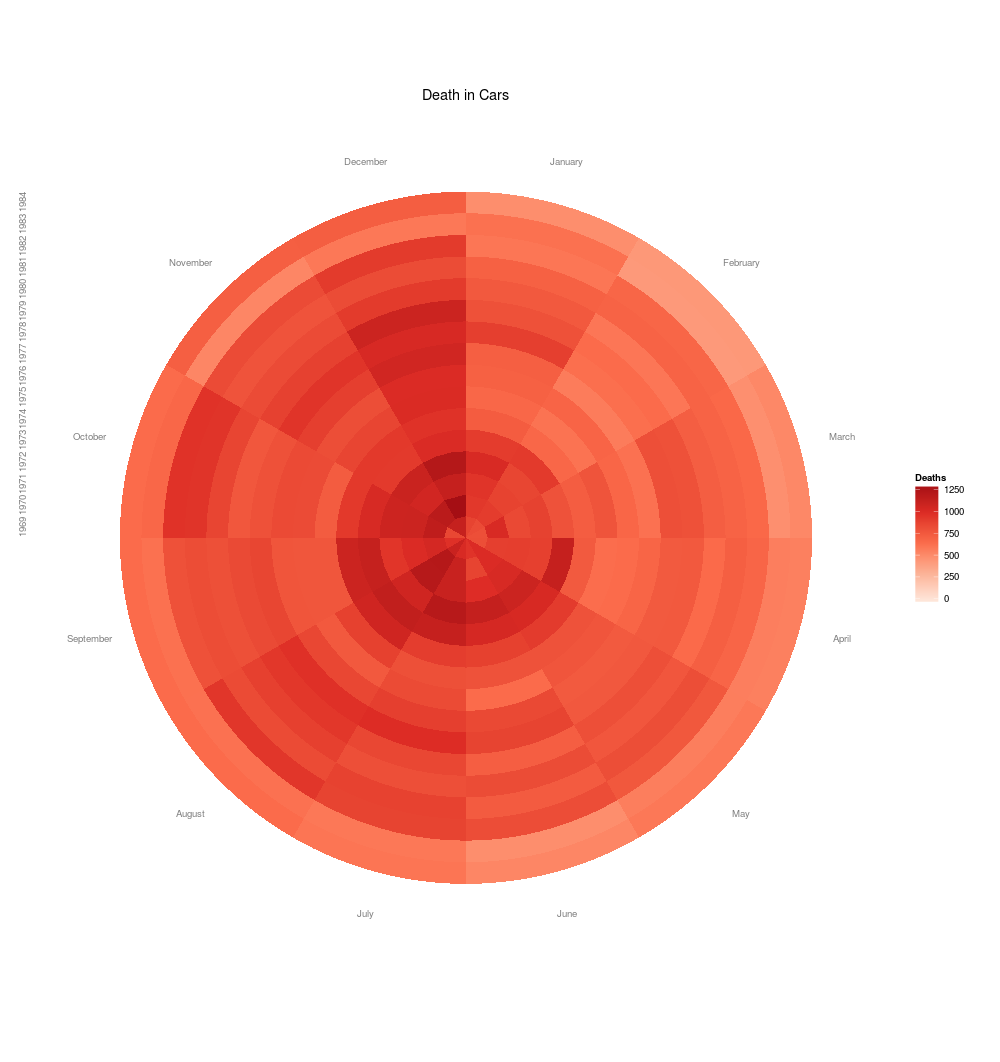 Death in Cars
December
January
November
February
October
March
September
April
August
May
July
June
1969 1970 1971 1972 1973 1974 1975 1976 1977 1978 1979 1980 1981 1982 1983 1984
Deaths
1250
1000
750
500
250
0